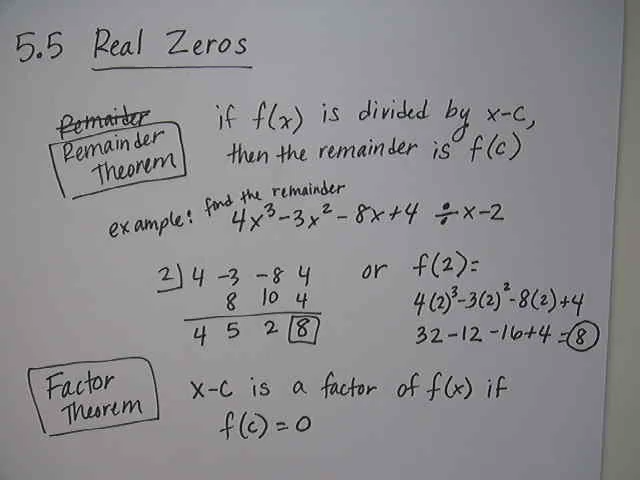 5.5 Real Zeros
Remaider
Remainder
Theorem
if f(x) is divided by x-c,
then the remainder is f(c)
example: find the remainder
4x³-3x²-8x+4 ÷ x-2
2) 4 -3 -8 4
8 10 4
4 5 2 8
or f(2)=
4(2)³-3(2)²-8(2)+4
32-12-16+4=8
Factor
Theorem
x-c is a factor of f(x) if
f(c)=0